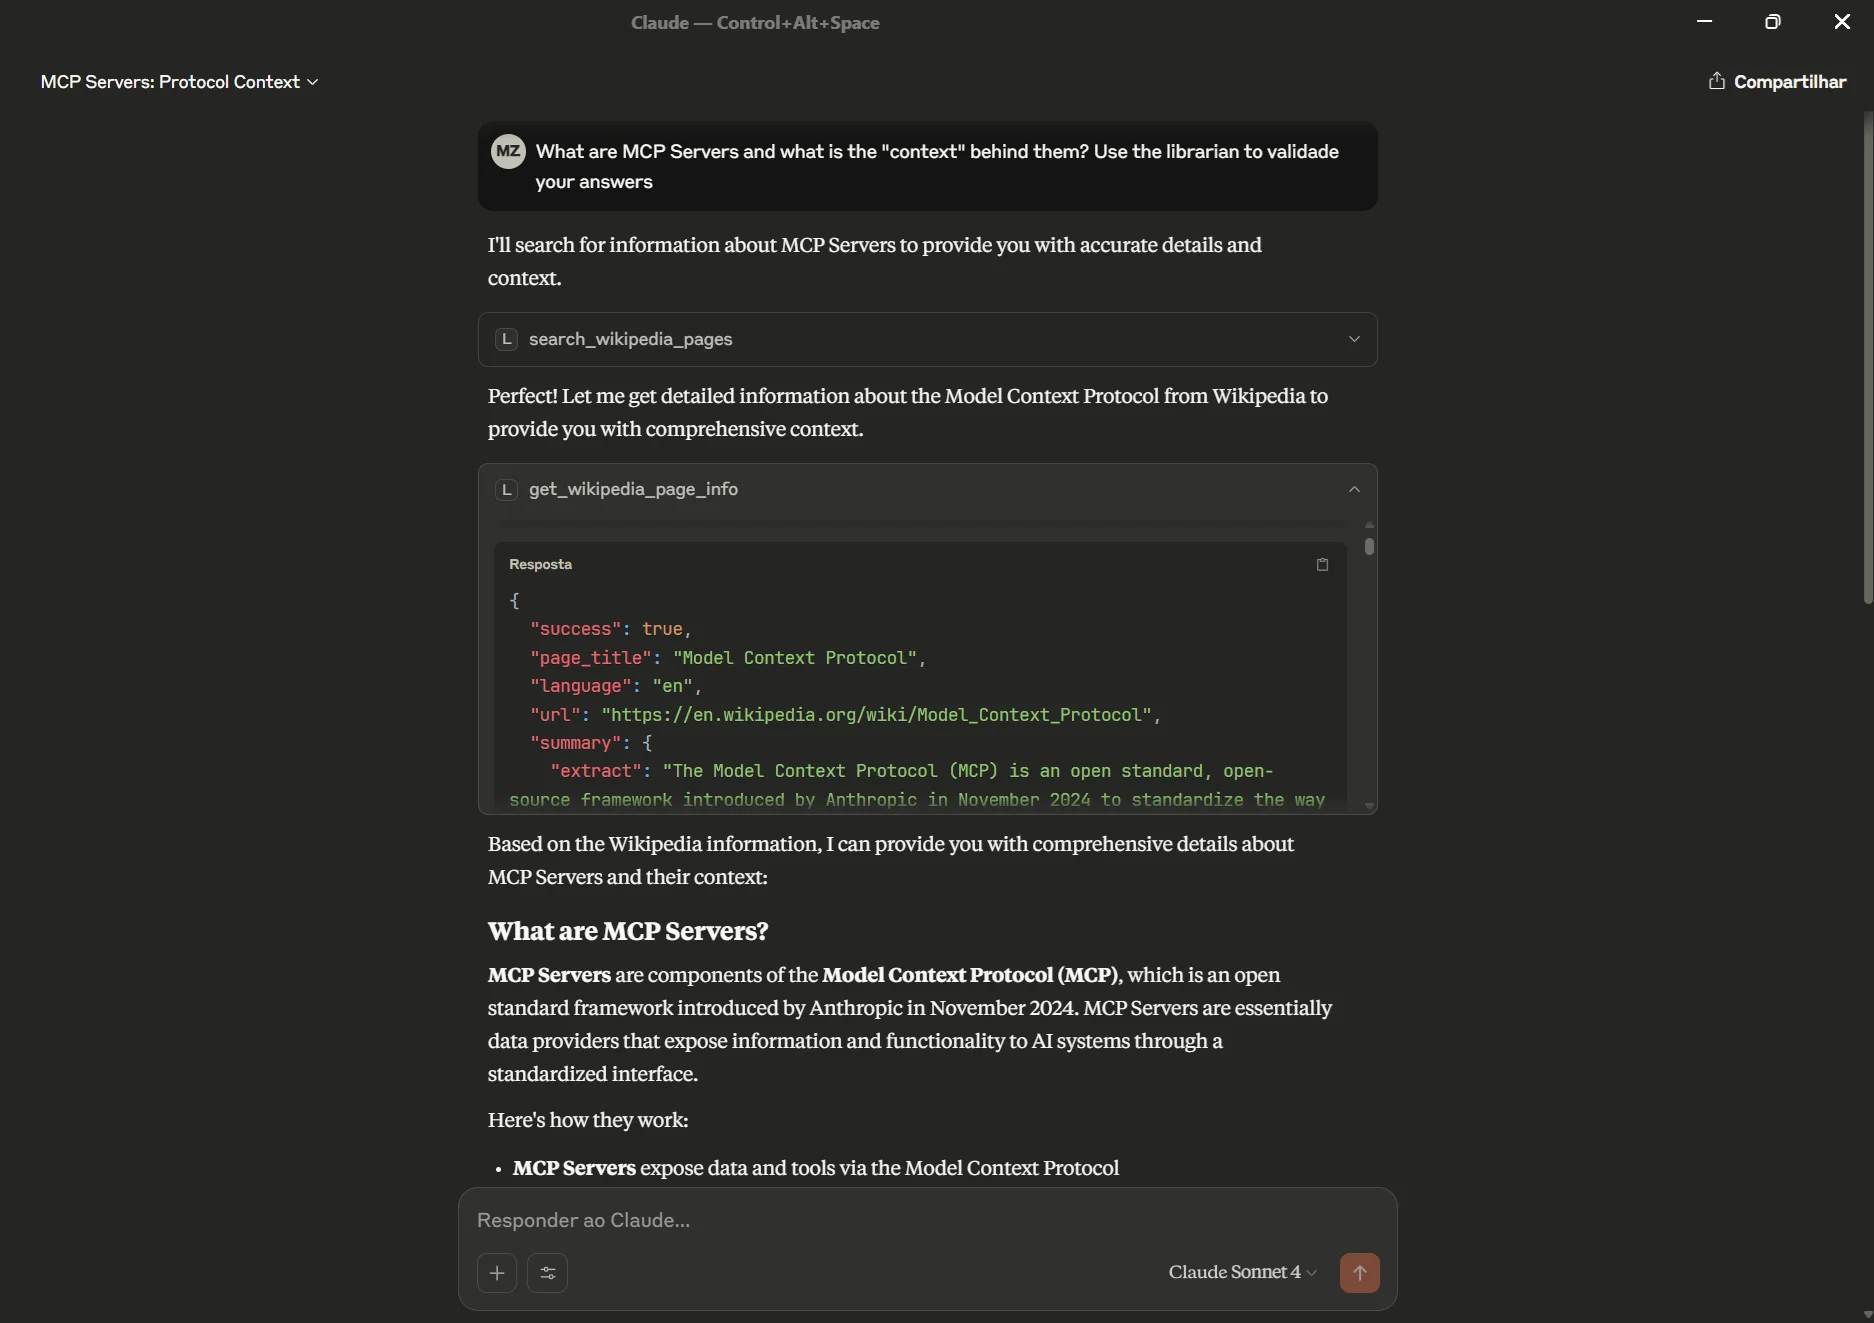 Claude — Control+Alt+Space
MCP Servers: Protocol Context
Compartilhar
MZ
What are MCP Servers and what is the "context" behind them? Use the librarian to validade
your answers
I'll search for information about MCP Servers to provide you with accurate details and
context.
L search_wikipedia_pages
Perfect! Let me get detailed information about the Model Context Protocol from Wikipedia to
provide you with comprehensive context.
L get_wikipedia_page_info
Resposta
{
"success": true,
"page_title": "Model Context Protocol",
"language": "en",
"url": "https://en.wikipedia.org/wiki/Model_Context_Protocol",
"summary": {
"extract": "The Model Context Protocol (MCP) is an open standard, open-
source framework introduced by Anthropic in November 2024 to standardize the way
Based on the Wikipedia information, I can provide you with comprehensive details about
MCP Servers and their context:
What are MCP Servers?
MCP Servers are components of the Model Context Protocol (MCP), which is an open
standard framework introduced by Anthropic in November 2024. MCP Servers are essentially
data providers that expose information and functionality to AI systems through a
standardized interface.
Here's how they work:
• MCP Servers expose data and tools via the Model Context Protocol
Responder ao Claude...
Claude Sonnet 4